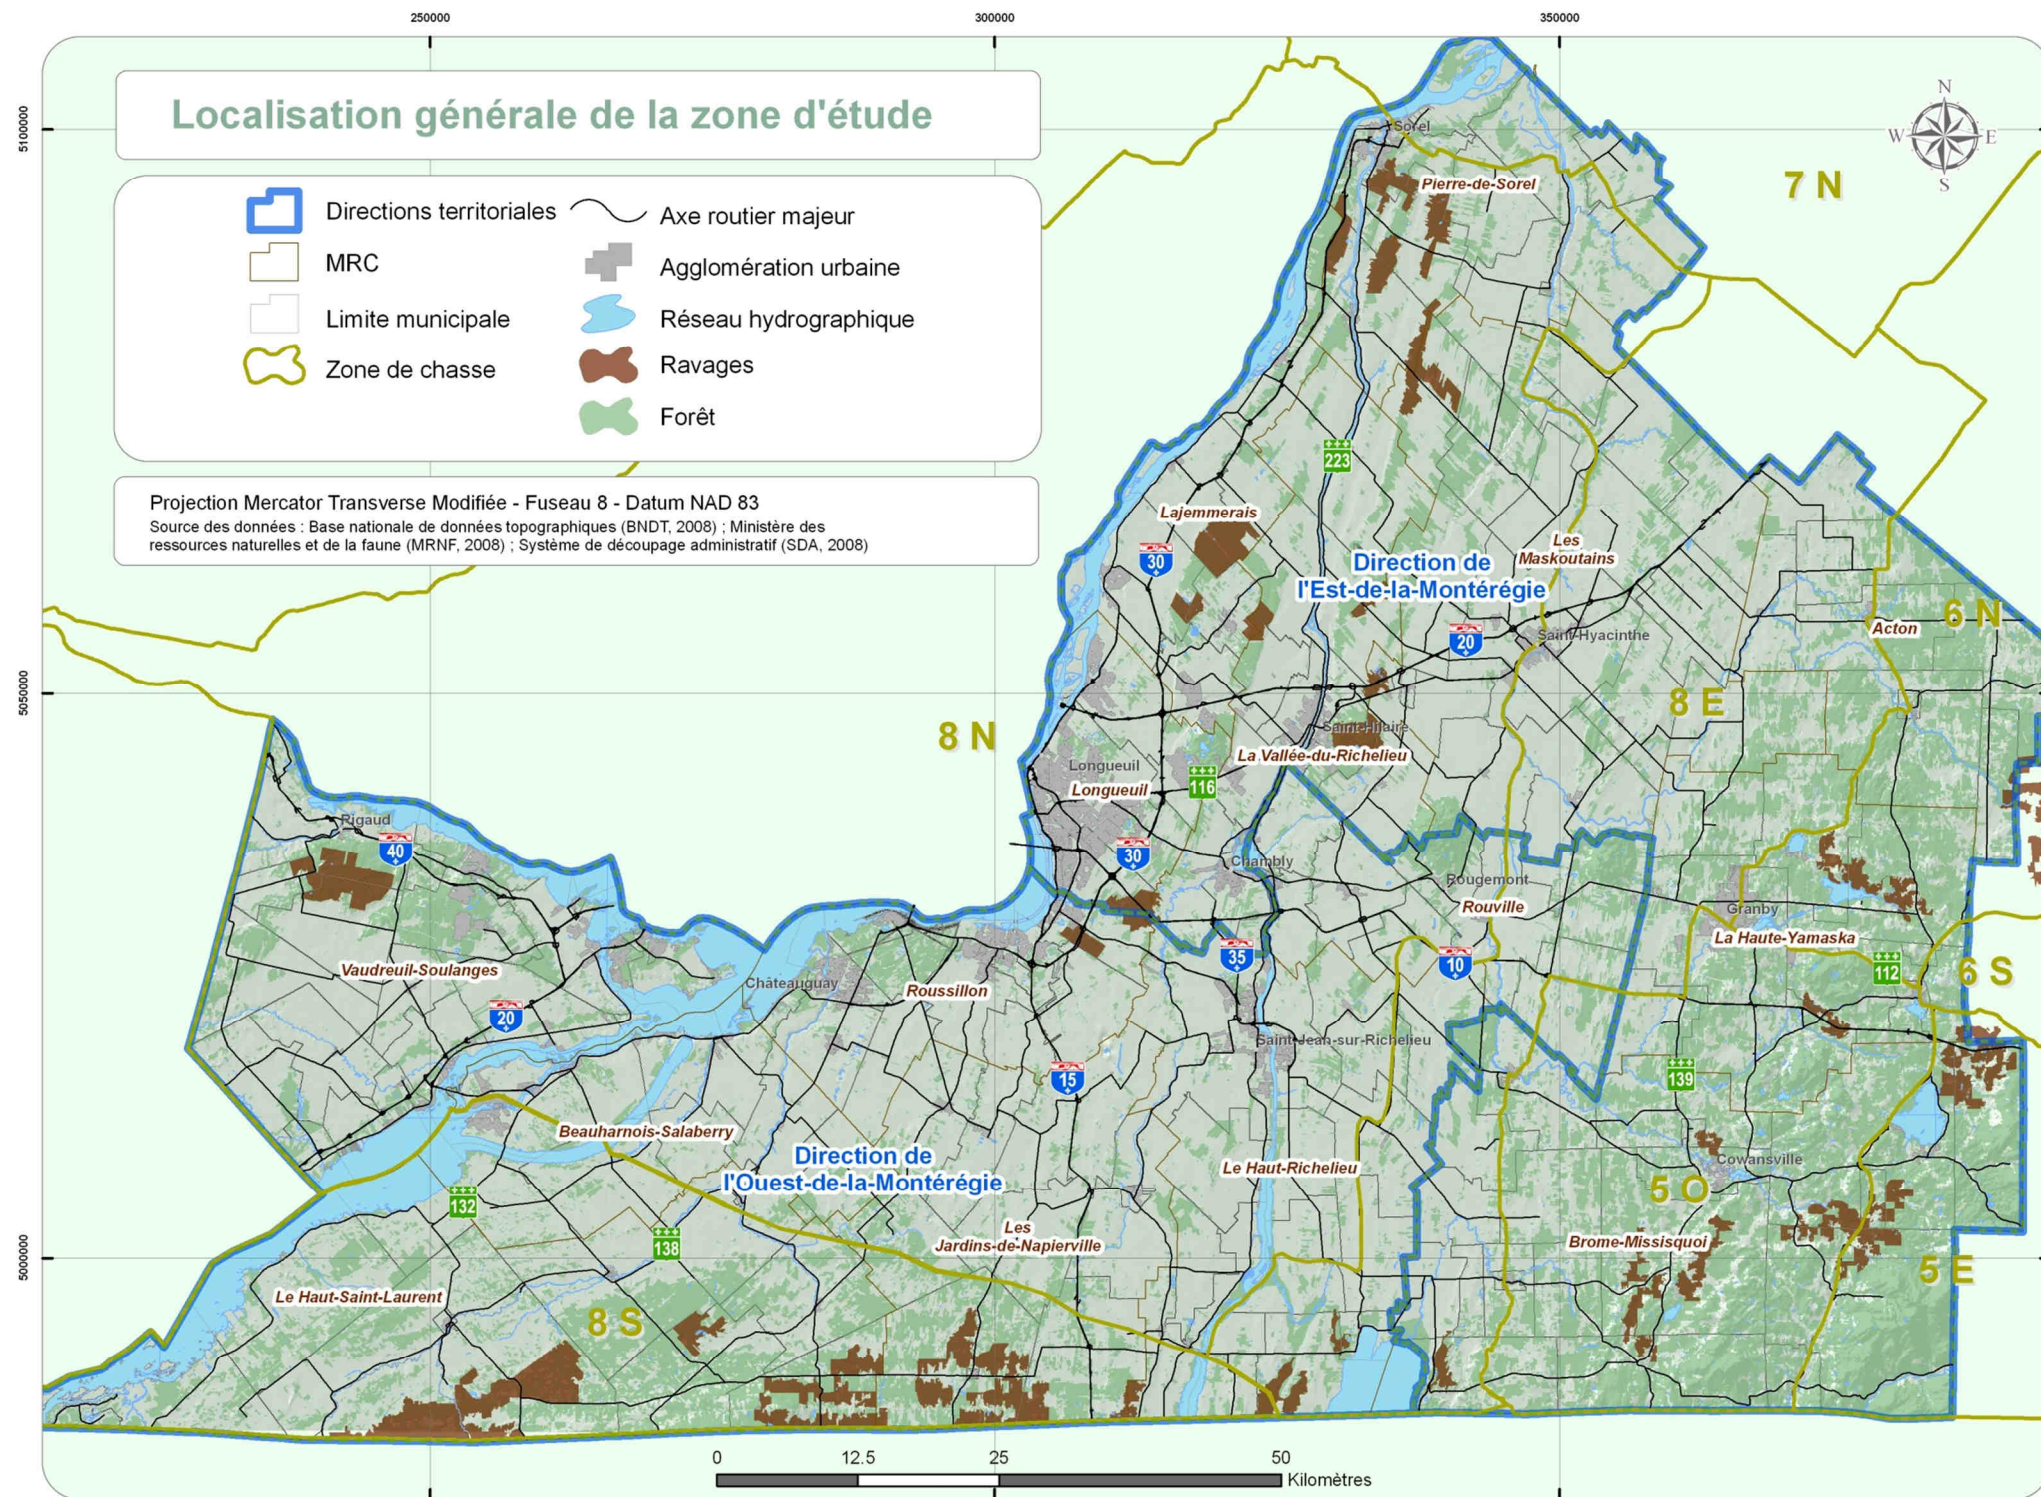 250000
300000
350000
5100000
5050000
5000000
Localisation générale de la zone d'étude
Directions territoriales
MRC
Limite municipale
Zone de chasse
Axe routier majeur
Agglomération urbaine
Réseau hydrographique
Ravages
Forêt
Projection Mercator Transverse Modifiée - Fuseau 8 - Datum NAD 83
Source des données : Base nationale de données topographiques (BNDT, 2008) ; Ministère des
ressources naturelles et de la faune (MRNF, 2008) ; Système de découpage administratif (SDA, 2008)
N
W
E
S
7 N
Sorel
Pierre-de-Sorel
223
Lajemmerais
30
Direction de
l'Est-de-la-Montérégie
Les
Maskoutains
20
Saint-Hyacinthe
6 N
Acton
8 E
8 N
Saint-Hilaire
La Vallée-du-Richelieu
Longueuil
Longueuil
116
30
Chambly
Rougemont
Rouville
Granby
La Haute-Yamaska
112
6 S
35
10
Rigaud
40
Vaudreuil-Soulanges
20
Châteauguay
Roussillon
Saint-Jean-sur-Richelieu
15
139
Beauharnois-Salaberry
Direction de
l'Ouest-de-la-Montérégie
Le Haut-Richelieu
Cowansville
5 O
132
138
Les
Jardins-de-Napierville
Brome-Missisquoi
5 E
Le Haut-Saint-Laurent
8 S
0
12.5
25
50
Kilomètres